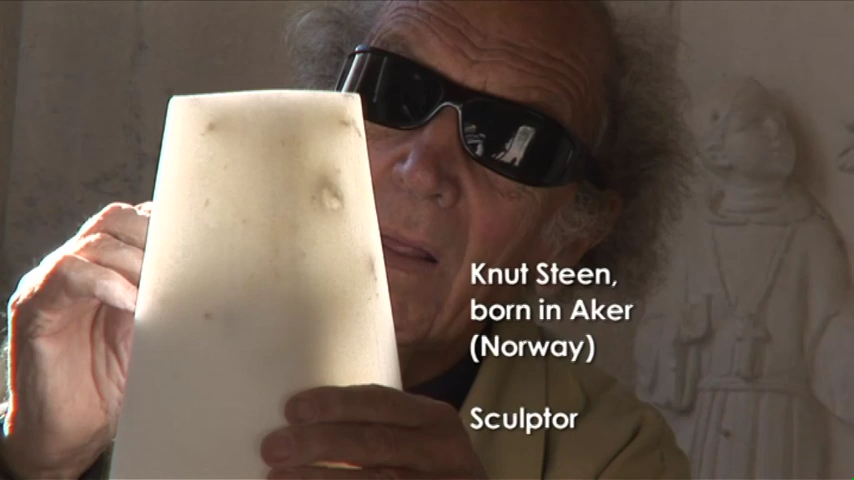 Knut Steen,
born in Aker
(Norway)
Sculptor